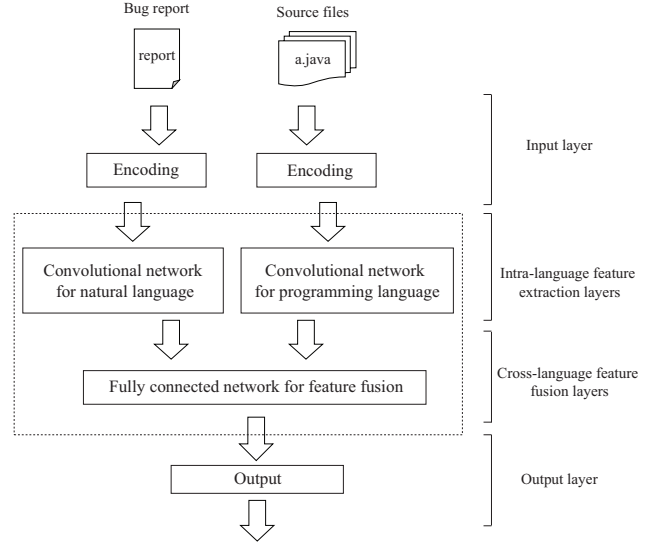 Bug report
Source files
report
a.java
Input layer
Encoding
Encoding
Convolutional network
for natural language
Convolutional network
for programming language
Intra-language feature
extraction layers
Fully connected network for feature fusion
Cross-language feature
fusion layers
Output
Output layer